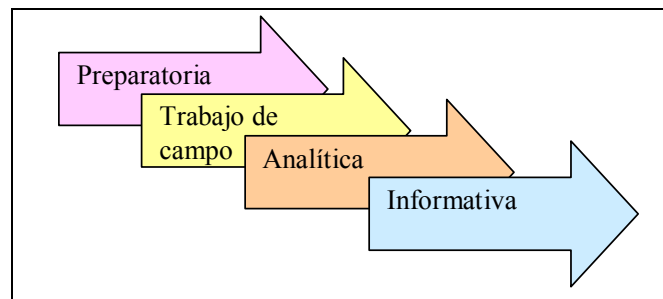 Preparatoria
Trabajo de
campo
Analítica
Informativa